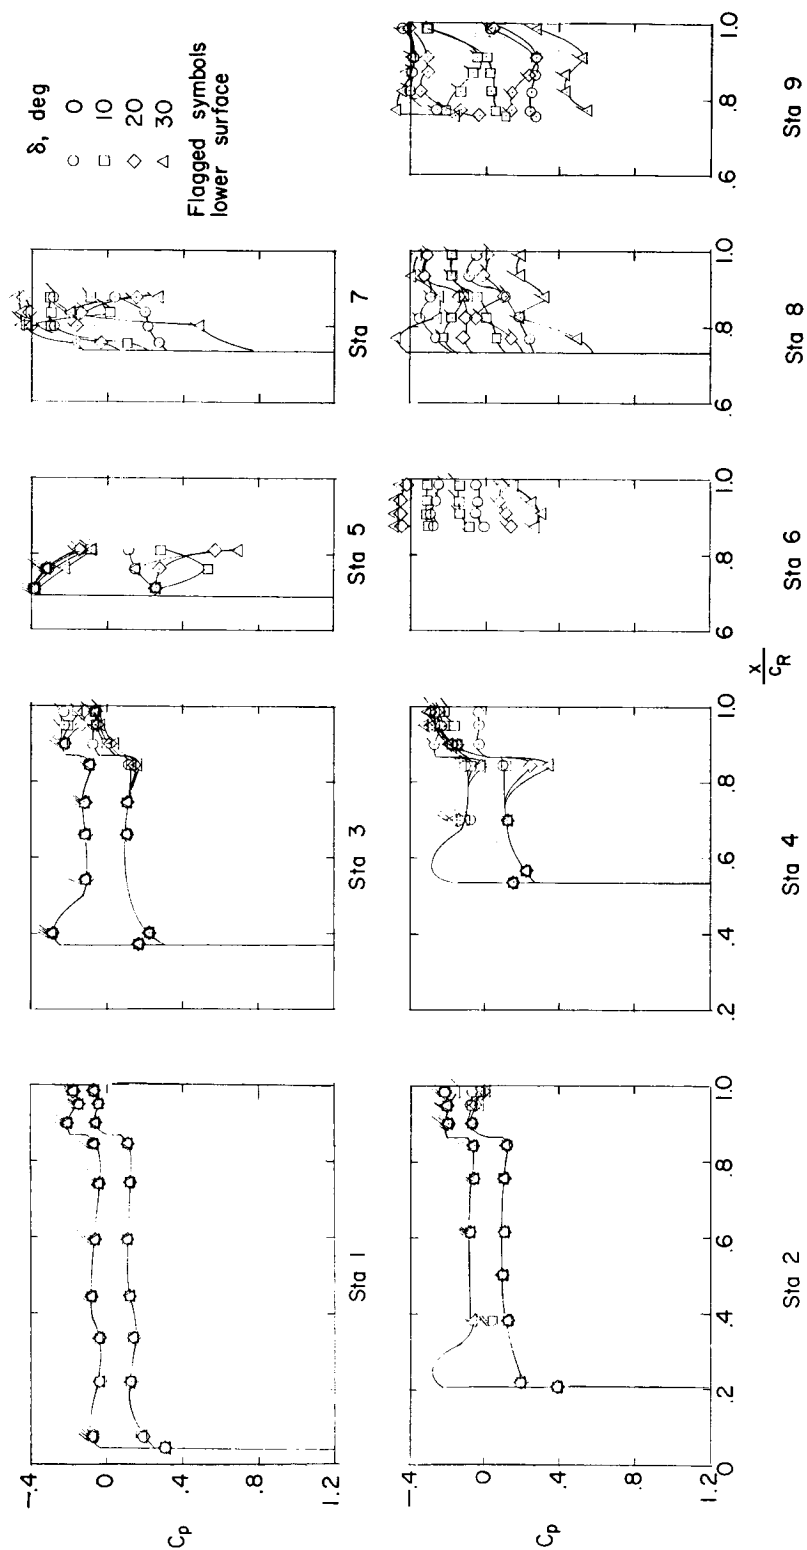 δ, deg
0
10
20
30
Flagged symbols
lower surface
-.4
0
.4
.8
1.2
Cp
Sta 1
Sta 3
Sta 5
Sta 7
-.4
0
.4
.8
1.2
Cp
0 .2 .4 .6 .8 1.0
.2 .4 .6 .8 1.0
.6 .8 1.0
.6 .8 1.0
.6 .8 1.0
x/cR
Sta 2
Sta 4
Sta 6
Sta 8
Sta 9